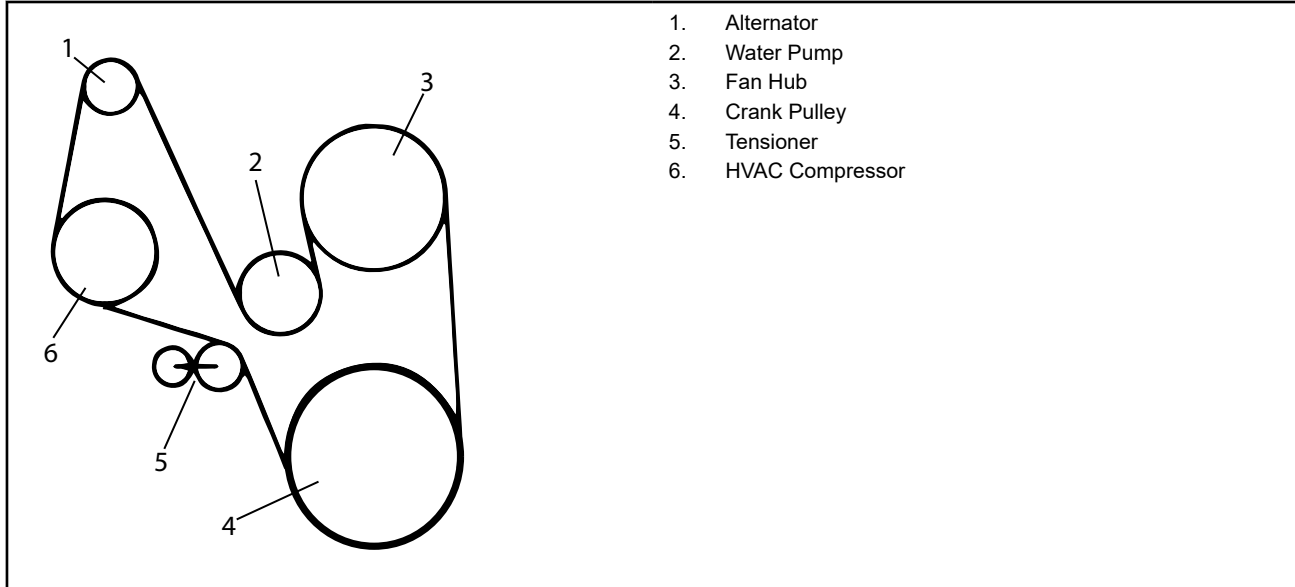 1
2
3
4
5
6
1. Alternator
2. Water Pump
3. Fan Hub
4. Crank Pulley
5. Tensioner
6. HVAC Compressor